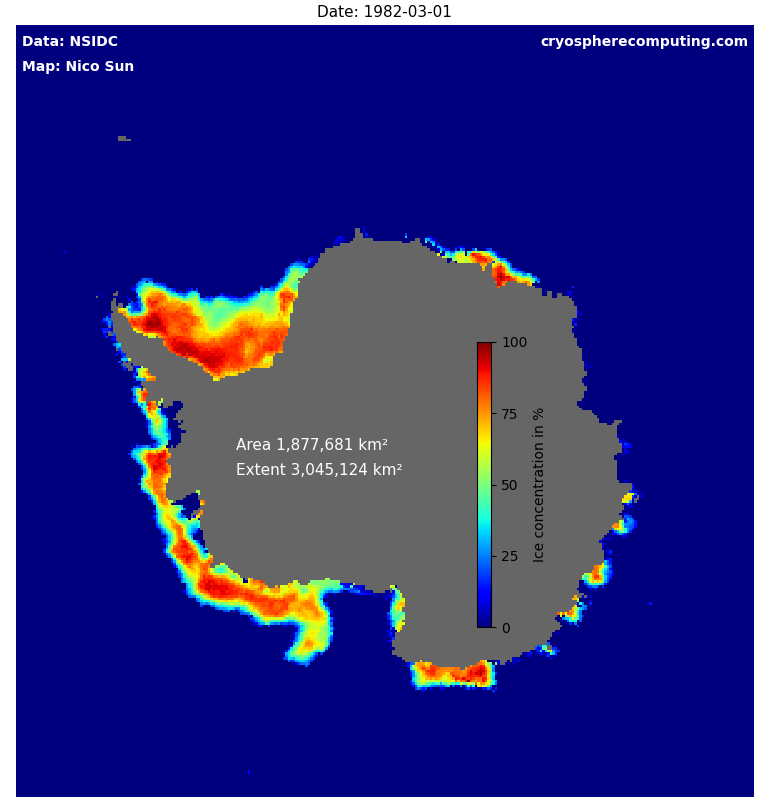 Date: 1982-03-01
Data: NSIDC
cryospherecomputing.com
Map: Nico Sun
100
75
50
25
0
Ice concentration in %
Area 1,877,681 km²
Extent 3,045,124 km²